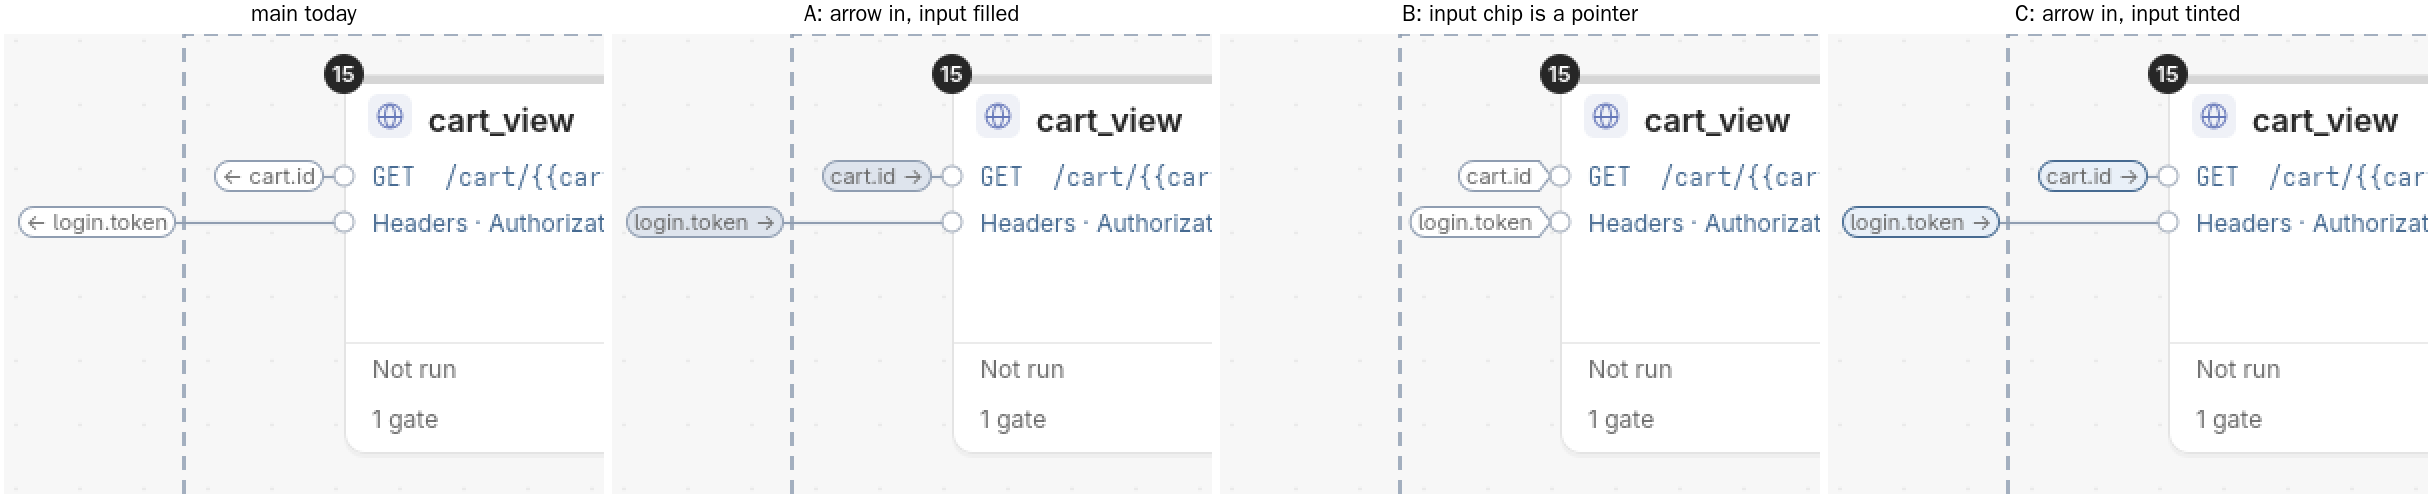 main today
15
cart_view
← cart.id
GET /cart/{{car
← login.token
Headers · Authorizat
Not run
1 gate
A: arrow in, input filled
15
cart_view
cart.id →
GET /cart/{{car
login.token →
Headers · Authorizat
Not run
1 gate
B: input chip is a pointer
15
cart_view
cart.id
GET /cart/{{car
login.token
Headers · Authorizat
Not run
1 gate
C: arrow in, input tinted
15
cart_view
cart.id →
GET /cart/{{car
login.token →
Headers · Authorizat
Not run
1 gate